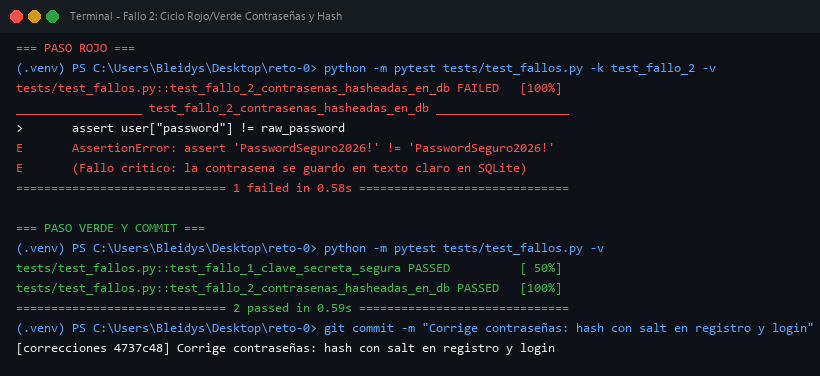 Terminal - Fallo 2: Ciclo Rojo/Verde Contraseñas y Hash
=== PASO ROJO ===
(.venv) PS C:\Users\Bleidys\Desktop\reto-0> python -m pytest tests/test_fallos.py -k test_fallo_2 -v
tests/test_fallos.py::test_fallo_2_contrasenas_hasheadas_en_db FAILED   [100%]
__________________ test_fallo_2_contrasenas_hasheadas_en_db ___________________
>       assert user["password"] != raw_password
E       AssertionError: assert 'PasswordSeguro2026!' != 'PasswordSeguro2026!'
E       (Fallo critico: la contrasena se guardo en texto claro en SQLite)
============================== 1 failed in 0.58s ==============================
=== PASO VERDE Y COMMIT ===
(.venv) PS C:\Users\Bleidys\Desktop\reto-0> python -m pytest tests/test_fallos.py -v
tests/test_fallos.py::test_fallo_1_clave_secreta_segura PASSED          [ 50%]
tests/test_fallos.py::test_fallo_2_contrasenas_hasheadas_en_db PASSED   [100%]
============================== 2 passed in 0.59s ==============================
(.venv) PS C:\Users\Bleidys\Desktop\reto-0> git commit -m "Corrige contraseñas: hash con salt en registro y login"
[correcciones 4737c48] Corrige contraseñas: hash con salt en registro y login